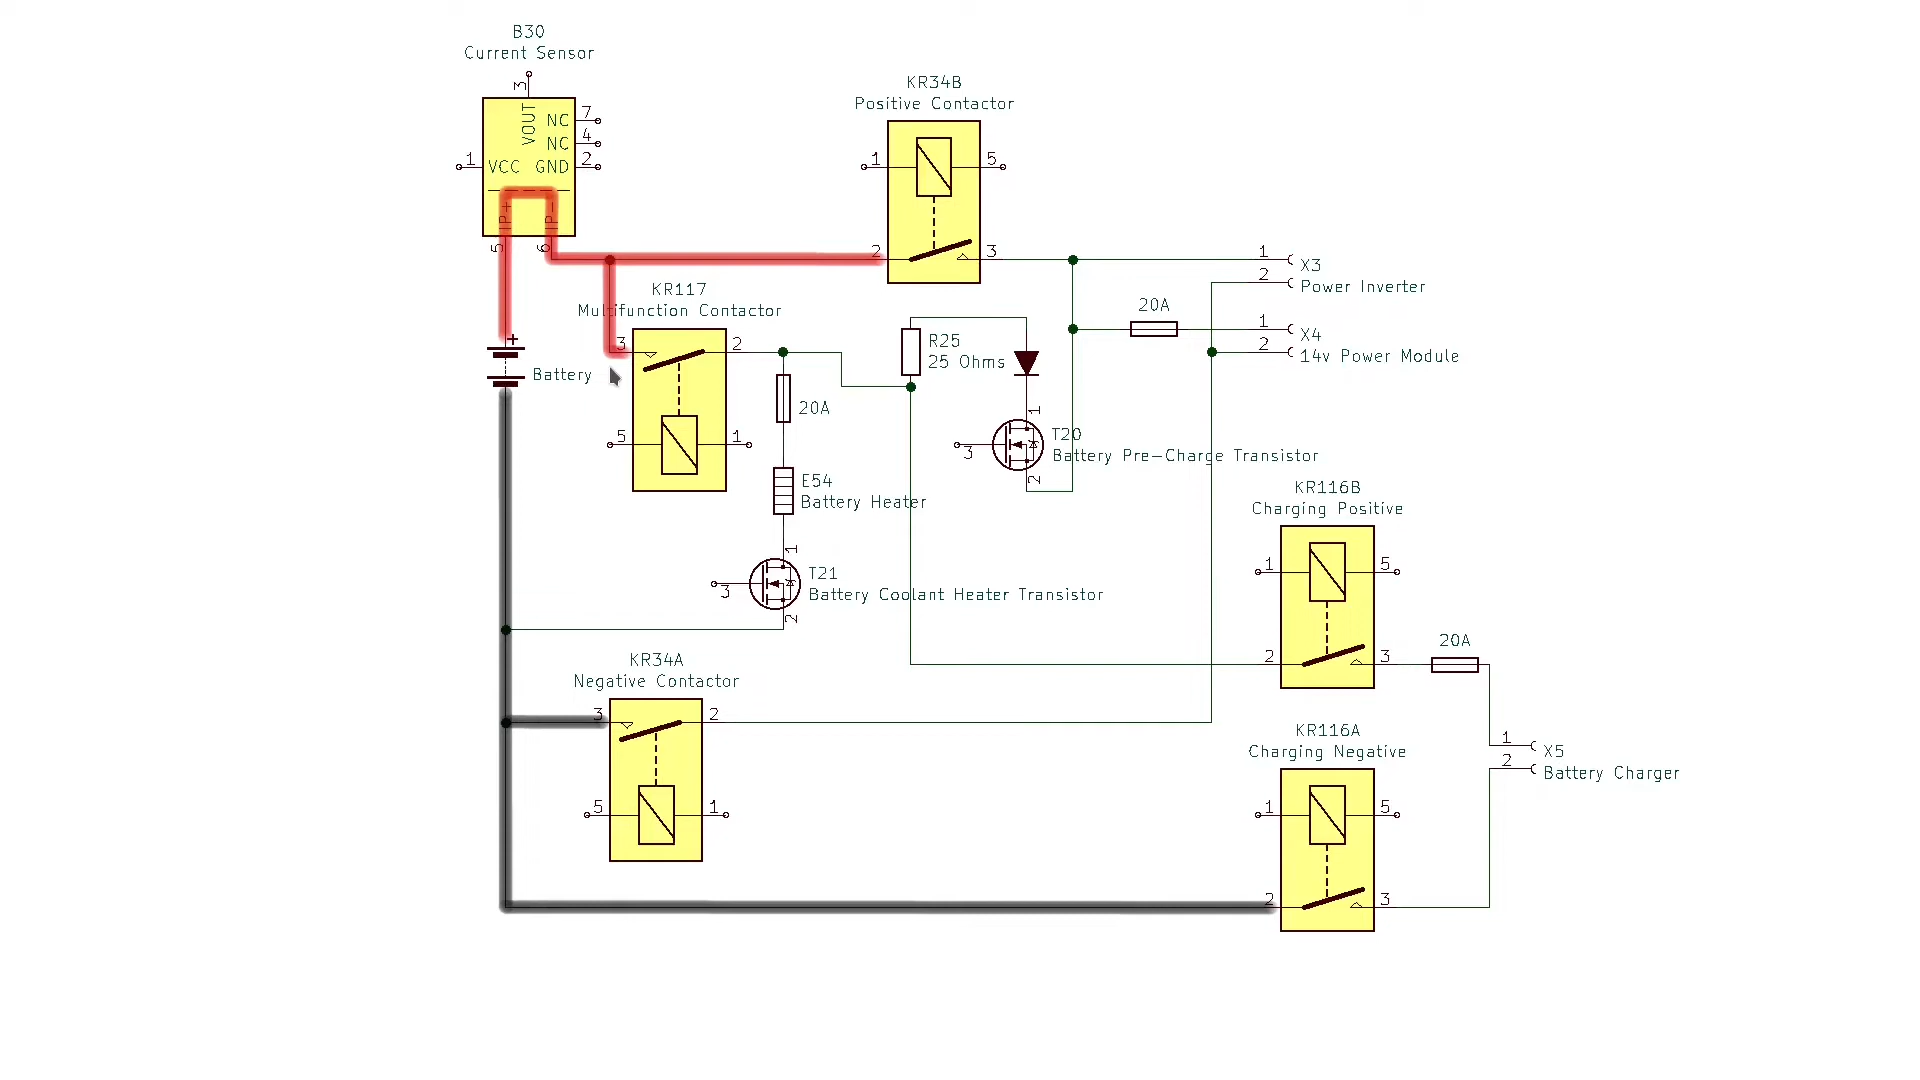 B30
Current Sensor
3
VOUT
NC 7
NC 4
1 VCC GND 2
IP+ IP-
5 6
KR34B
Positive Contactor
1 5
2 3
KR117
Multifunction Contactor
3 2
5 1
+
Battery
20A
E54
Battery Heater
1
T21
Battery Coolant Heater Transistor
3
2
R25
25 Ohms
1
T20
Battery Pre-Charge Transistor
3
2
20A
1 X3
2 Power Inverter
1 X4
2 14v Power Module
KR34A
Negative Contactor
3 2
5 1
KR116B
Charging Positive
1 5
2 3
20A
KR116A
Charging Negative
1 5
2 3
1 X5
2 Battery Charger